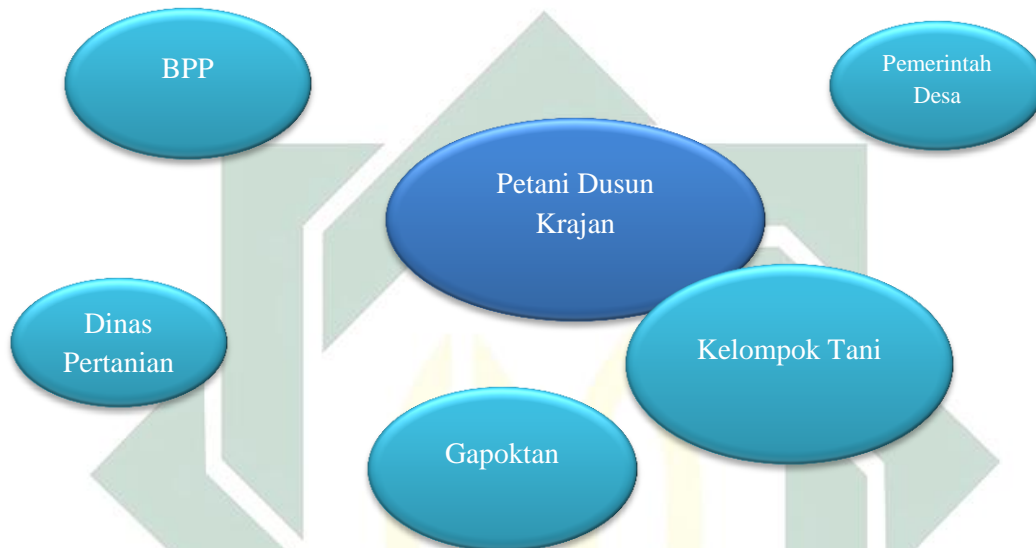 BPP
Pemerintah
Desa
Petani Dusun
Krajan
Dinas
Pertanian
Kelompok Tani
Gapoktan